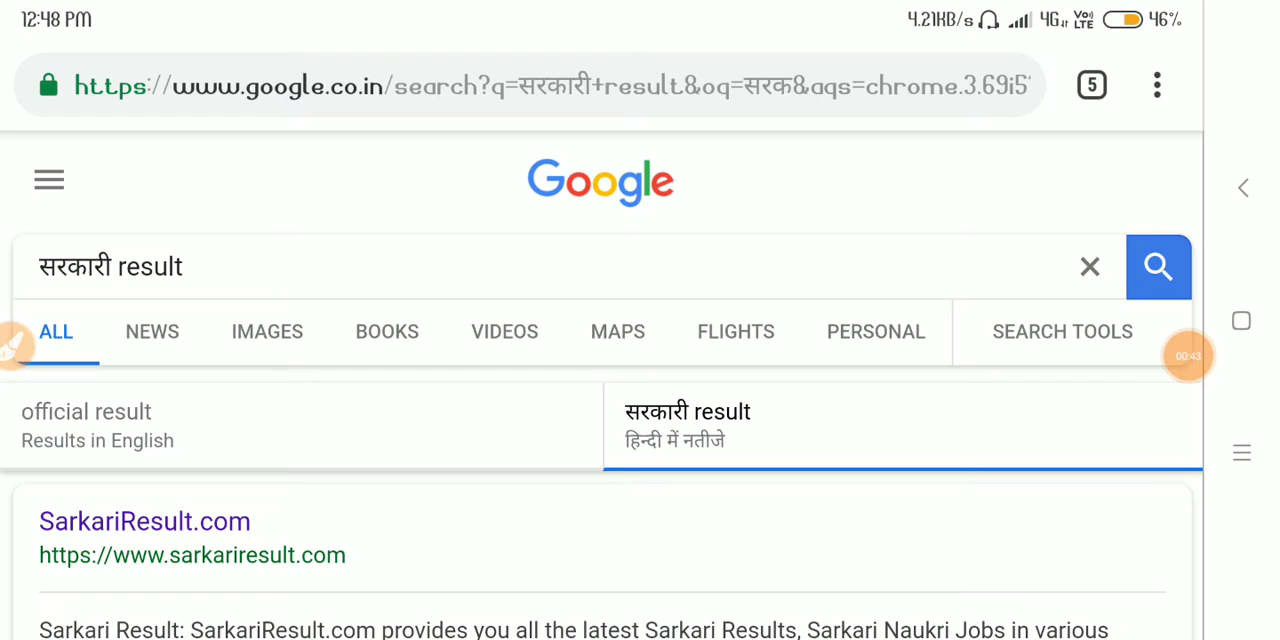 12:48 PM
4.21KB/s 4G VoLTE 46%
https://www.google.co.in/search?q=सरकारी+result&oq=सरक&aqs=chrome.3.69i5
5
Google
सरकारी result
ALL NEWS IMAGES BOOKS VIDEOS MAPS FLIGHTS PERSONAL SEARCH TOOLS
00:43
official result
Results in English
सरकारी result
हिन्दी में नतीजे
SarkariResult.com
https://www.sarkariresult.com
Sarkari Result: SarkariResult.com provides you all the latest Sarkari Results, Sarkari Naukri Jobs in various